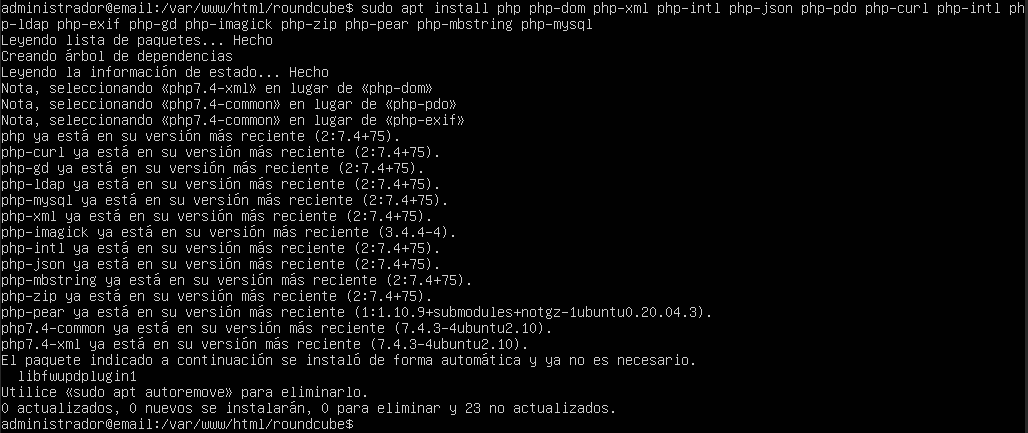 administrador@email:/var/www/html/roundcube$ sudo apt install php php-dom php-xml php-intl php-json php-pdo php-curl php-intl ph
p-ldap php-exif php-gd php-imagick php-zip php-pear php-mbstring php-mysql
Leyendo lista de paquetes... Hecho
Creando árbol de dependencias
Leyendo la información de estado... Hecho
Nota, seleccionando «php7.4-xml» en lugar de «php-dom»
Nota, seleccionando «php7.4-common» en lugar de «php-pdo»
Nota, seleccionando «php7.4-common» en lugar de «php-exif»
php ya está en su versión más reciente (2:7.4+75).
php-curl ya está en su versión más reciente (2:7.4+75).
php-gd ya está en su versión más reciente (2:7.4+75).
php-ldap ya está en su versión más reciente (2:7.4+75).
php-mysql ya está en su versión más reciente (2:7.4+75).
php-xml ya está en su versión más reciente (2:7.4+75).
php-imagick ya está en su versión más reciente (3.4.4-4).
php-intl ya está en su versión más reciente (2:7.4+75).
php-json ya está en su versión más reciente (2:7.4+75).
php-mbstring ya está en su versión más reciente (2:7.4+75).
php-zip ya está en su versión más reciente (2:7.4+75).
php-pear ya está en su versión más reciente (1:1.10.9+submodules+notgz-1ubuntu0.20.04.3).
php7.4-common ya está en su versión más reciente (7.4.3-4ubuntu2.10).
php7.4-xml ya está en su versión más reciente (7.4.3-4ubuntu2.10).
El paquete indicado a continuación se instaló de forma automática y ya no es necesario.
  libfwupdplugin1
Utilice «sudo apt autoremove» para eliminarlo.
0 actualizados, 0 nuevos se instalarán, 0 para eliminar y 23 no actualizados.
administrador@email:/var/www/html/roundcube$